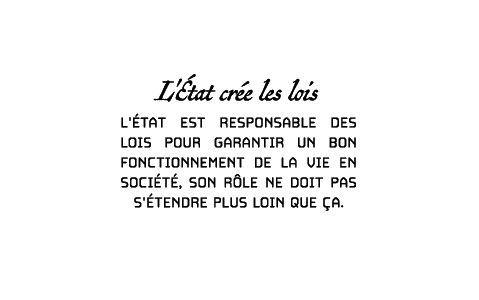 L'État crée les lois
L'ÉTAT EST RESPONSABLE DES
LOIS POUR GARANTIR UN BON
FONCTIONNEMENT DE LA VIE EN
SOCIÉTÉ, SON RÔLE NE DOIT PAS
S'ÉTENDRE PLUS LOIN QUE ÇA.